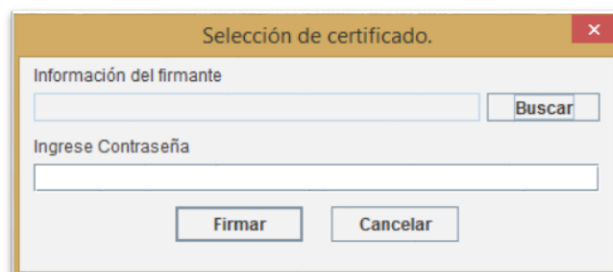 Selección de certificado.
Información del firmante
Buscar
Ingrese Contraseña
Firmar
Cancelar